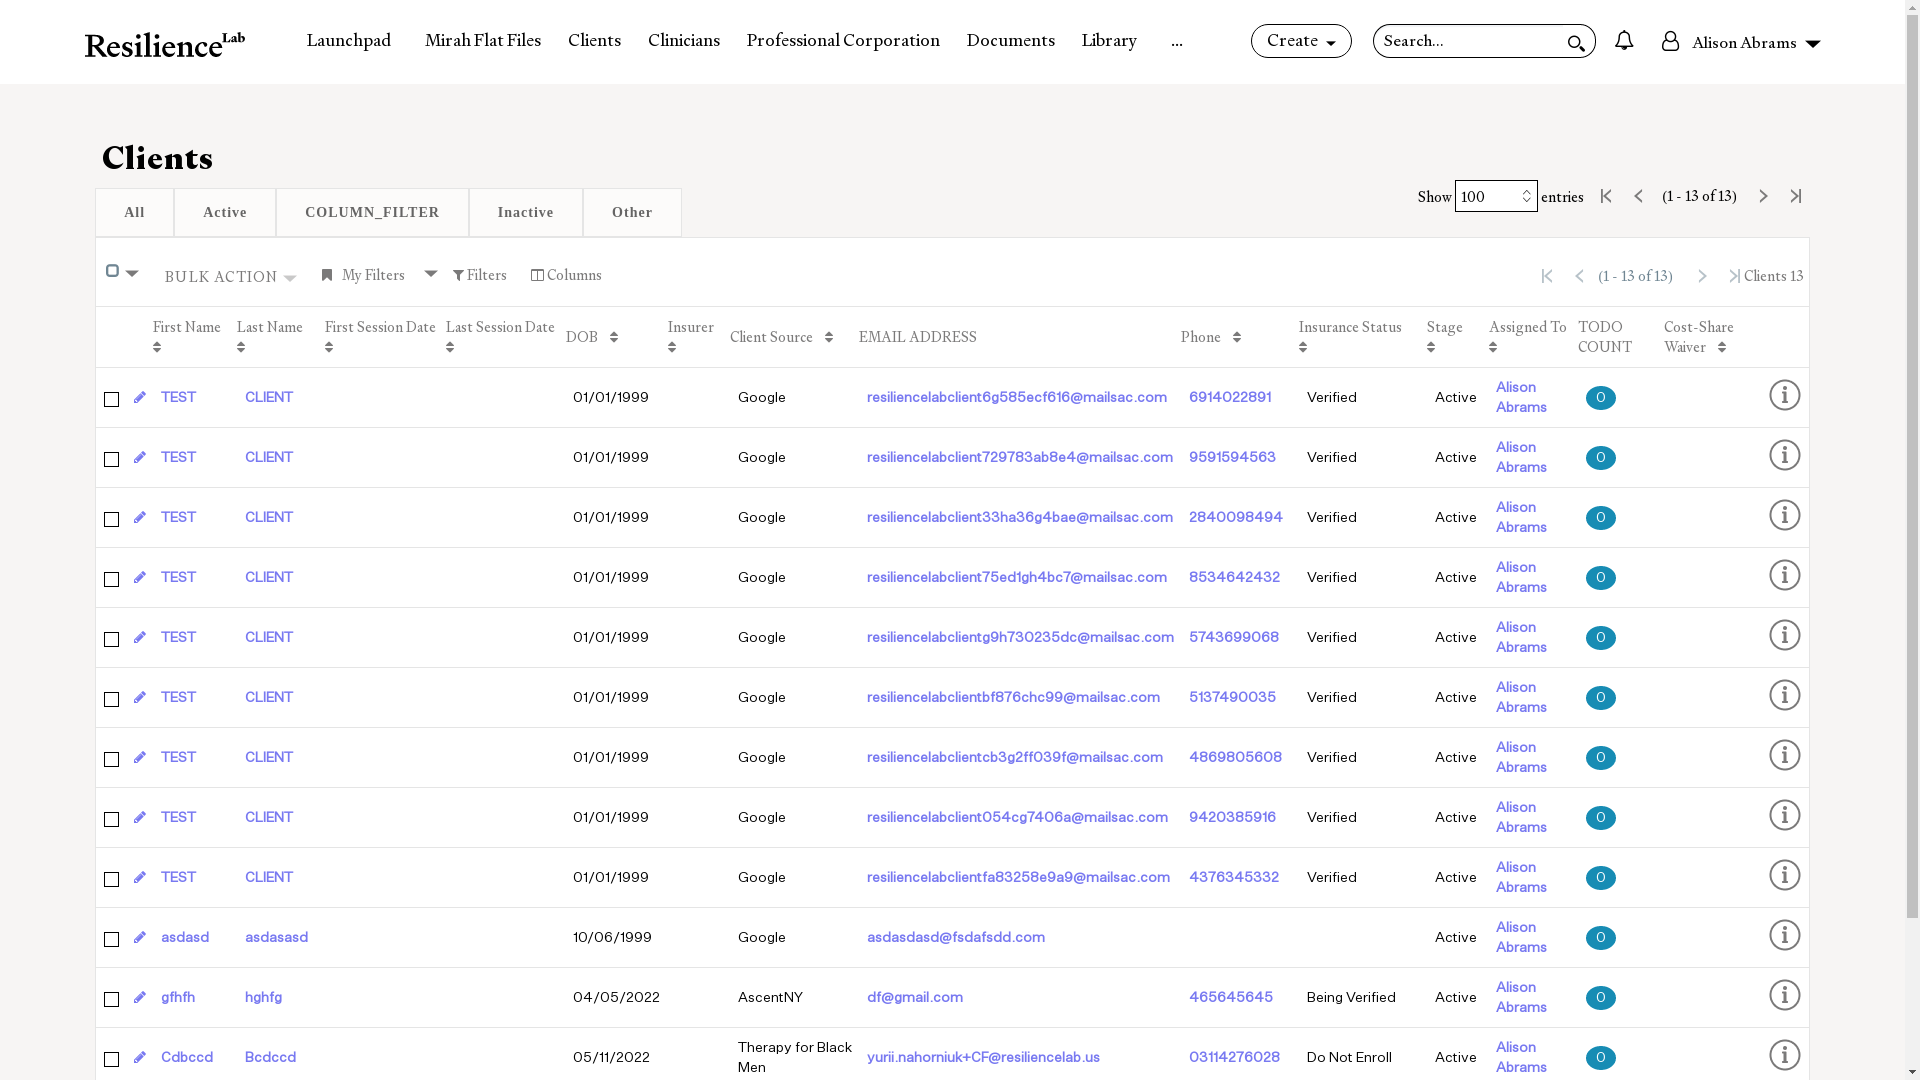 ResilienceLab Launchpad Mirah Flat Files Clients Clinicians Professional Corporation Documents Library ... Create Search... Alison Abrams
Clients
Show 100 entries (1 - 13 of 13)
All Active COLUMN_FILTER Inactive Other
BULK ACTION My Filters Filters Columns (1 - 13 of 13) Clients 13
First Name Last Name First Session Date Last Session Date DOB Insurer Client Source EMAIL ADDRESS Phone Insurance Status Stage Assigned To TODO COUNT Cost-Share Waiver
TEST CLIENT 01/01/1999 Google resiliencelabclient6g585ecf616@mailsac.com 6914022891 Verified Active Alison Abrams 0
TEST CLIENT 01/01/1999 Google resiliencelabclient729783ab8e4@mailsac.com 9591594563 Verified Active Alison Abrams 0
TEST CLIENT 01/01/1999 Google resiliencelabclient33ha36g4bae@mailsac.com 2840098494 Verified Active Alison Abrams 0
TEST CLIENT 01/01/1999 Google resiliencelabclient75ed1gh4bc7@mailsac.com 8534642432 Verified Active Alison Abrams 0
TEST CLIENT 01/01/1999 Google resiliencelabclientg9h730235dc@mailsac.com 5743699068 Verified Active Alison Abrams 0
TEST CLIENT 01/01/1999 Google resiliencelabclientbf876chc99@mailsac.com 5137490035 Verified Active Alison Abrams 0
TEST CLIENT 01/01/1999 Google resiliencelabclientcb3g2ff039f@mailsac.com 4869805608 Verified Active Alison Abrams 0
TEST CLIENT 01/01/1999 Google resiliencelabclient054cg7406a@mailsac.com 9420385916 Verified Active Alison Abrams 0
TEST CLIENT 01/01/1999 Google resiliencelabclientfa83258e9a9@mailsac.com 4376345332 Verified Active Alison Abrams 0
asdasd asdasasd 10/06/1999 Google asdasdasd@fsdafsdd.com Active Alison Abrams 0
gfhfh hghfg 04/05/2022 AscentNY df@gmail.com 465645645 Being Verified Active Alison Abrams 0
Cdbccd Bcdccd 05/11/2022 Therapy for Black Men yurii.nahorniuk+CF@resiliencelab.us 03114276028 Do Not Enroll Active Alison Abrams 0